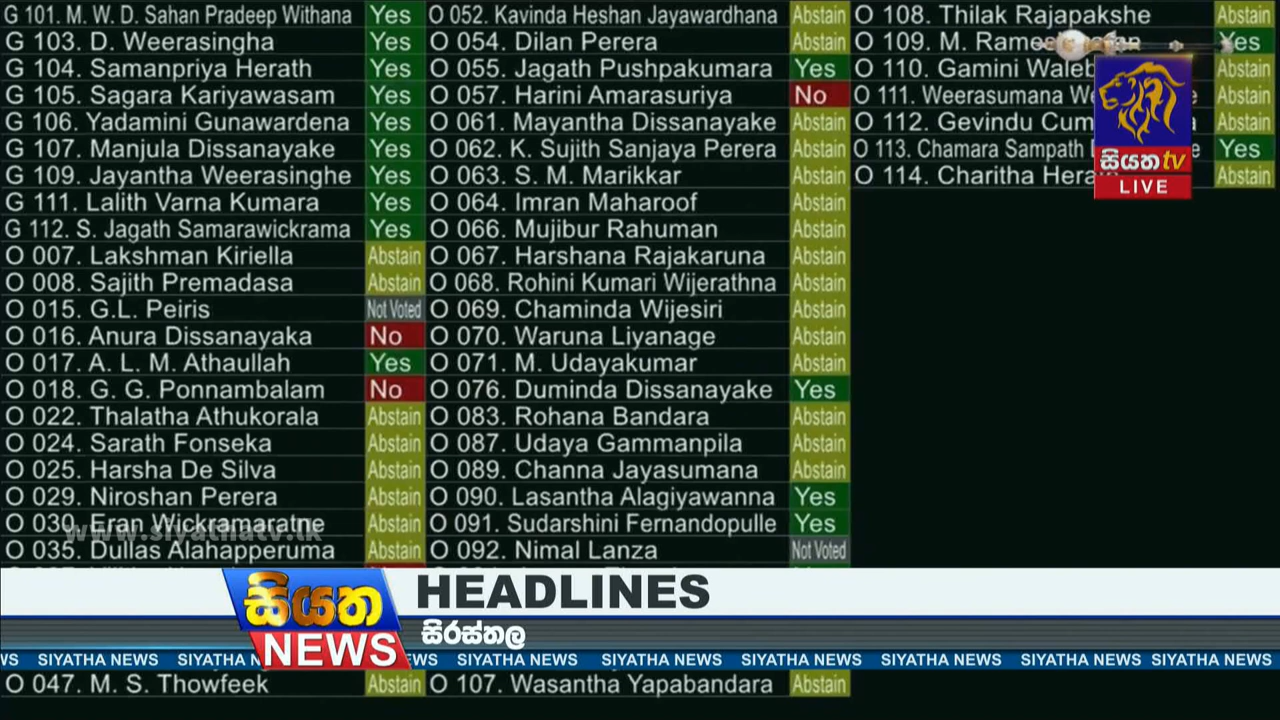 G 101. M. W. D. Sahan Pradeep Withana Yes
G 103. D. Weerasingha Yes
G 104. Samanpriya Herath Yes
G 105. Sagara Kariyawasam Yes
G 106. Yadamini Gunawardena Yes
G 107. Manjula Dissanayake Yes
G 109. Jayantha Weerasinghe Yes
G 111. Lalith Varna Kumara Yes
G 112. S. Jagath Samarawickrama Yes
O 007. Lakshman Kiriella Abstain
O 008. Sajith Premadasa Abstain
O 015. G.L. Peiris Not Voted
O 016. Anura Dissanayaka No
O 017. A. L. M. Athaullah Yes
O 018. G. G. Ponnambalam No
O 022. Thalatha Athukorala Abstain
O 024. Sarath Fonseka Abstain
O 025. Harsha De Silva Abstain
O 029. Niroshan Perera Abstain
O 030. Eran Wickramaratne Abstain
O 035. Dullas Alahapperuma Abstain
O 047. M. S. Thowfeek Abstain
O 052. Kavinda Heshan Jayawardhana Abstain
O 054. Dilan Perera Abstain
O 055. Jagath Pushpakumara Yes
O 057. Harini Amarasuriya No
O 061. Mayantha Dissanayake Abstain
O 062. K. Sujith Sanjaya Perera Abstain
O 063. S. M. Marikkar Abstain
O 064. Imran Maharoof Abstain
O 066. Mujibur Rahuman Abstain
O 067. Harshana Rajakaruna Abstain
O 068. Rohini Kumari Wijerathna Abstain
O 069. Chaminda Wijesiri Abstain
O 070. Waruna Liyanage Abstain
O 071. M. Udayakumar Abstain
O 076. Duminda Dissanayake Yes
O 083. Rohana Bandara Abstain
O 087. Udaya Gammanpila Abstain
O 089. Channa Jayasumana Abstain
O 090. Lasantha Alagiyawanna Yes
O 091. Sudarshini Fernandopulle Yes
O 092. Nimal Lanza Not Voted
O 107. Wasantha Yapabandara Abstain
O 108. Thilak Rajapakshe Abstain
O 109. M. Yes
O 110. Gamini Abstain
O 111. Weerasumana Abstain
O 112. Gevindu Abstain
O 113. Chamara Sampath Yes
O 114. Charitha Abstain
සියත tv
LIVE
www.siyathatv.lk
සියත
NEWS
HEADLINES
සිරස්තල
SIYATHA NEWS SIYATHA NEWS SIYATHA NEWS SIYATHA NEWS SIYATHA NEWS SIYATHA NEWS SIYATHA NEWS SIYATHA NEWS